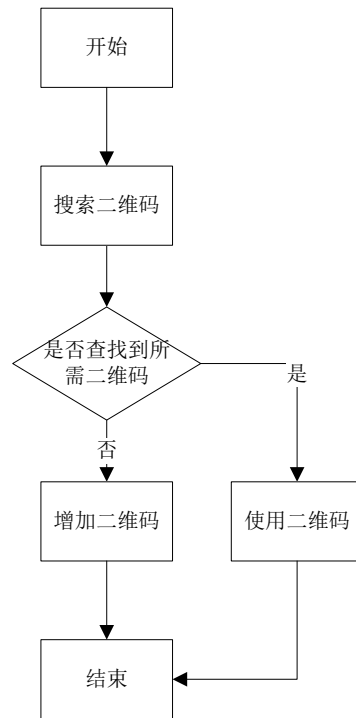 开始
搜索二维码
是否查找到所
需二维码
是
否
增加二维码
使用二维码
结束